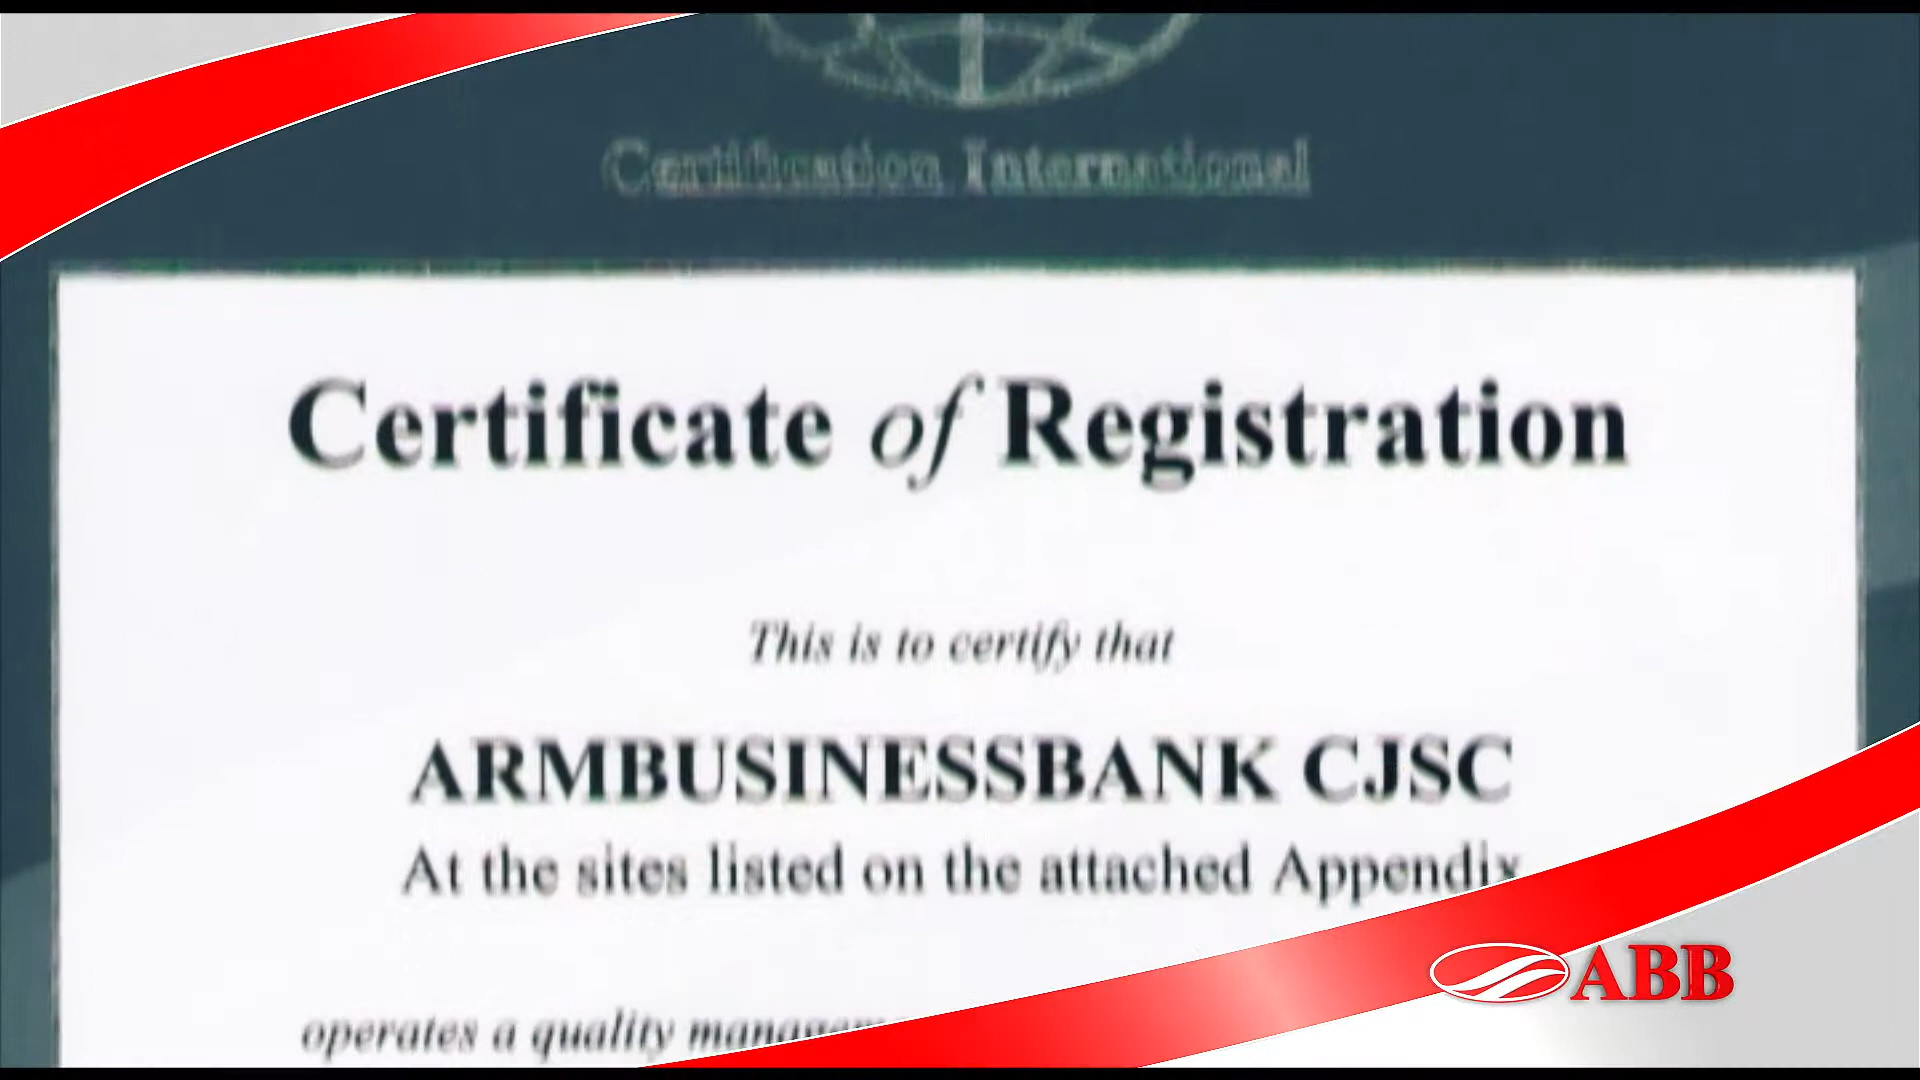 Certification International
Certificate of Registration
This is to certify that
ARMBUSINESSBANK CJSC
At the sites listed on the attached Appendix
operates a quality
ABB